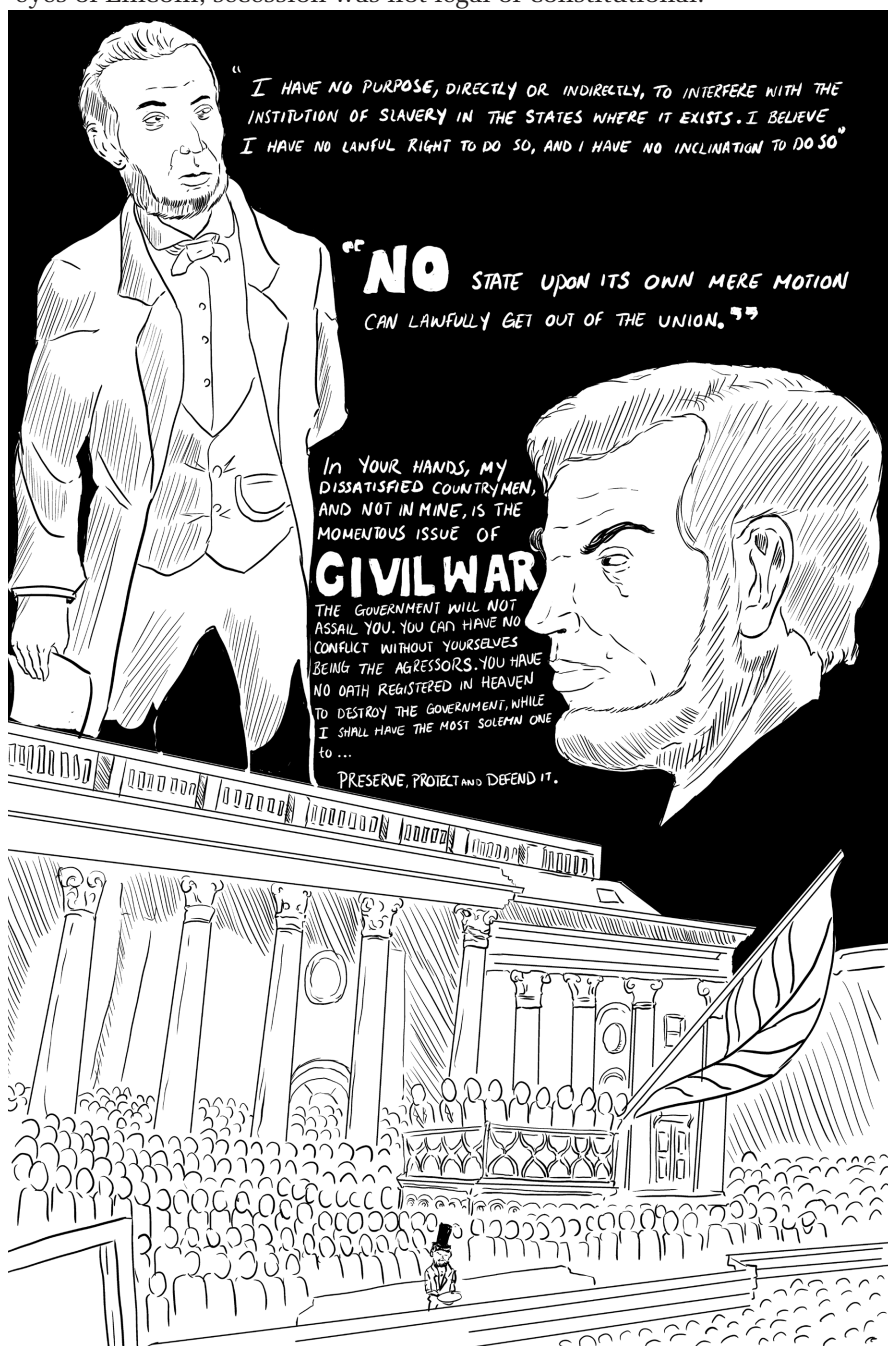 eyes of Lincoln, secession was not legal or constitutional.
"I HAVE NO PURPOSE, DIRECTLY OR INDIRECTLY, TO INTERFERE WITH THE
INSTITUTION OF SLAVERY IN THE STATES WHERE IT EXISTS. I BELIEVE
I HAVE NO LAWFUL RIGHT TO DO SO, AND I HAVE NO INCLINATION TO DO SO"
"NO STATE UPON ITS OWN MERE MOTION
CAN LAWFULLY GET OUT OF THE UNION."
In YOUR HANDS, MY
DISSATISFIED COUNTRYMEN,
AND NOT IN MINE, IS THE
MOMENTOUS ISSUE OF
CIVIL WAR
THE GOVERNMENT WILL NOT
ASSAIL YOU. YOU CAN HAVE NO
CONFLICT WITHOUT YOURSELVES
BEING THE AGRESSORS. YOU HAVE
NO OATH REGISTERED IN HEAVEN
TO DESTROY THE GOVERNMENT, WHILE
I SHALL HAVE THE MOST SOLEMN ONE
to ...
PRESERVE, PROTECT AND DEFEND IT.